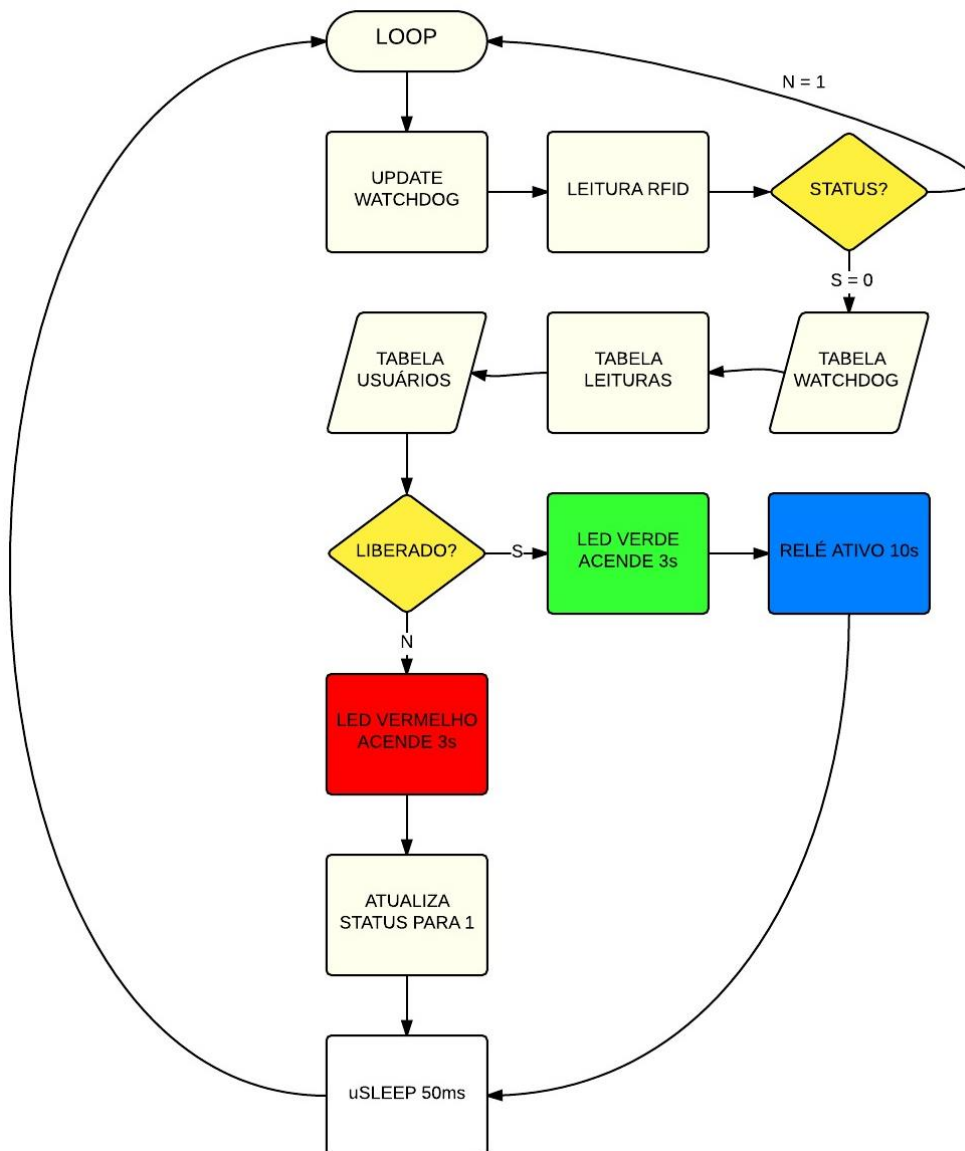 LOOP
N = 1
UPDATE
WATCHDOG
LEITURA RFID
STATUS?
S = 0
TABELA
USUÁRIOS
TABELA
LEITURAS
TABELA
WATCHDOG
LIBERADO?
S
LED VERDE
ACENDE 3s
RELÉ ATIVO 10s
N
LED VERMELHO
ACENDE 3s
ATUALIZA
STATUS PARA 1
uSLEEP 50ms